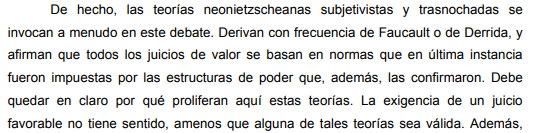 De hecho, las teorías neonietzscheanas subjetivistas y trasnochadas se
invocan a menudo en este debate. Derivan con frecuencia de Foucault o de Derrida, y
afirman que todos los juicios de valor se basan en normas que en última instancia
fueron impuestas por las estructuras de poder que, además, las confirmaron. Debe
quedar en claro por qué proliferan aquí estas teorías. La exigencia de un juicio
favorable no tiene sentido, amenos que alguna de tales teorías sea válida. Además,